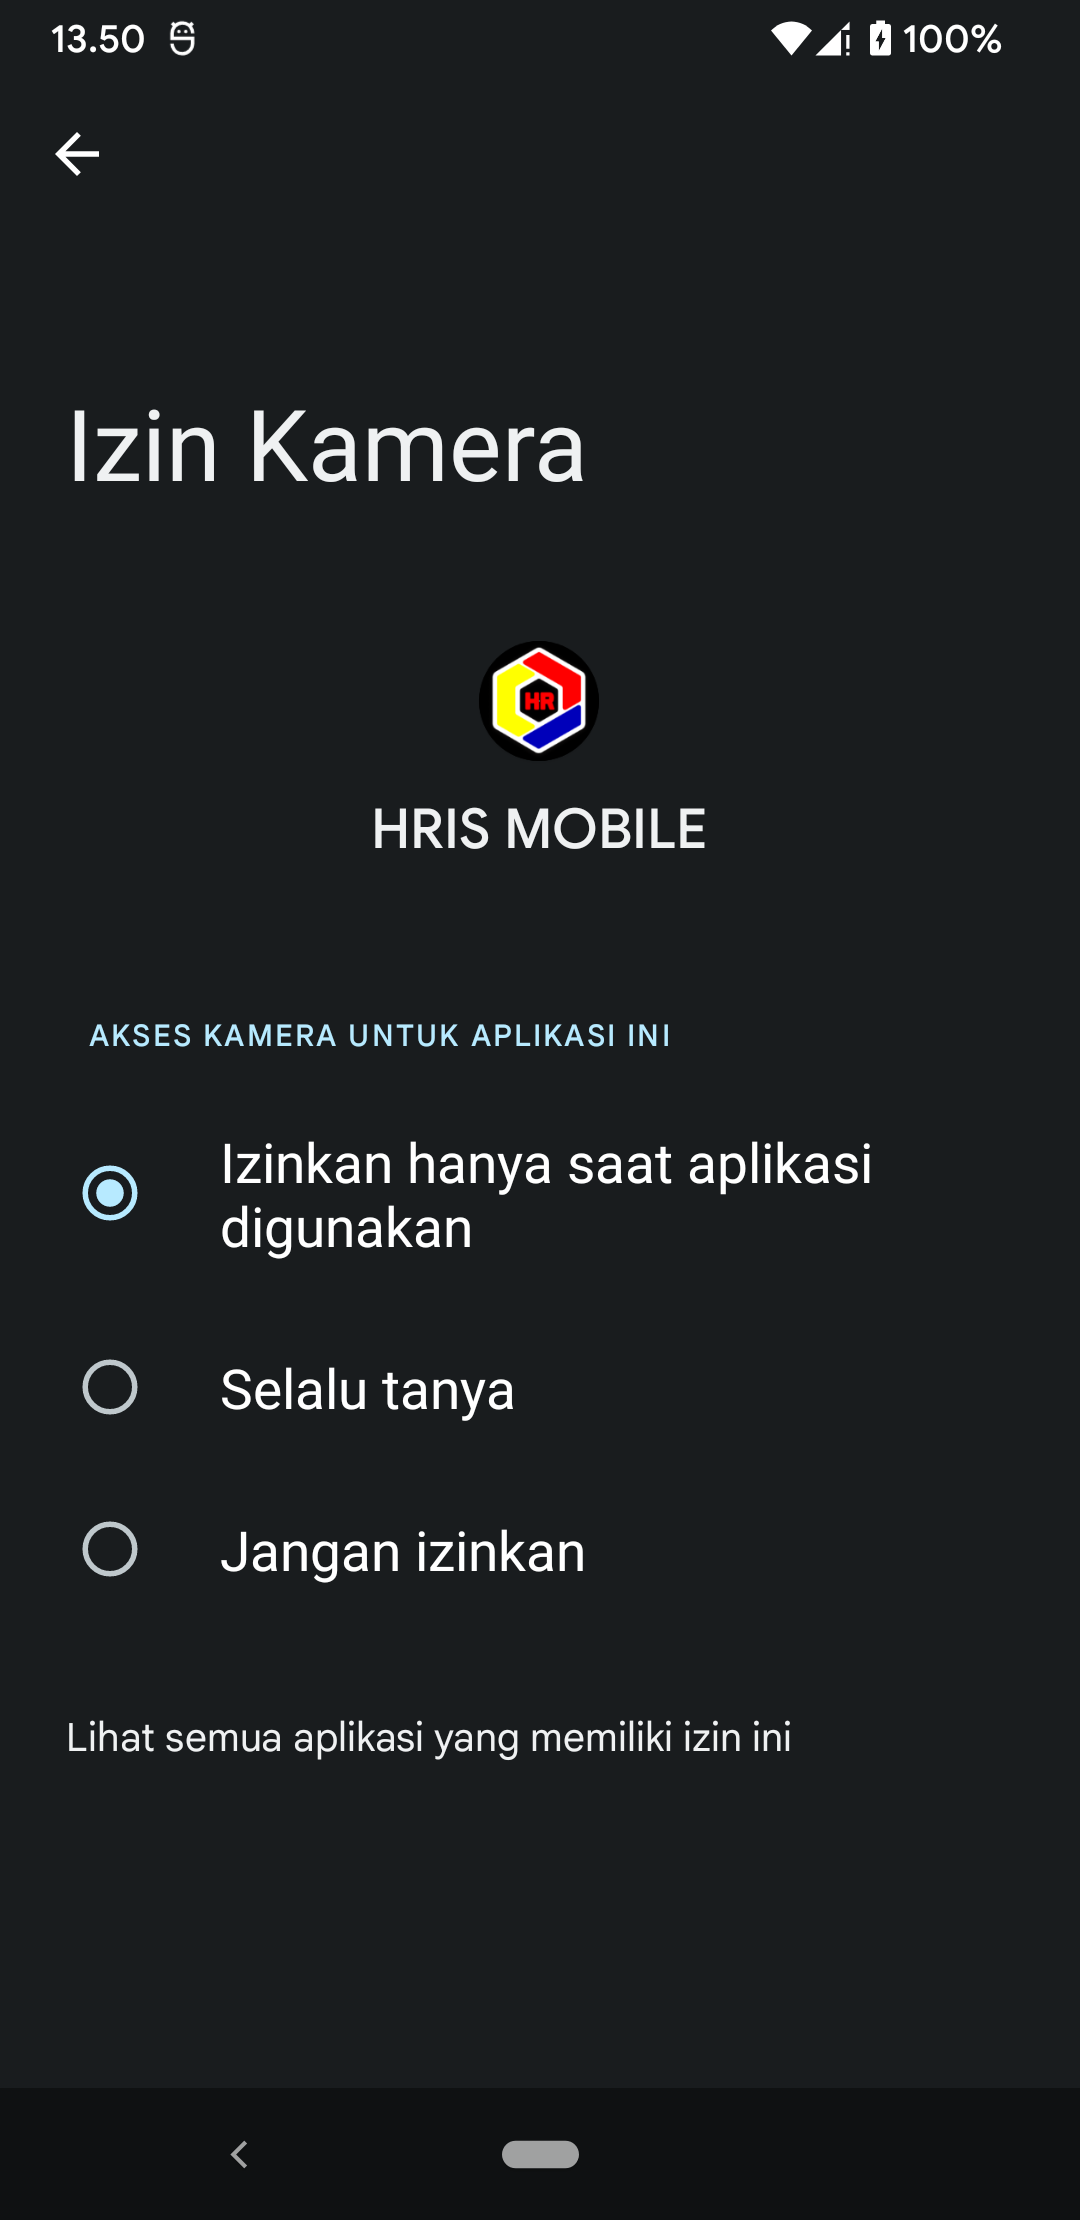 13.50
100%
Izin Kamera
HR
HRIS MOBILE
AKSES KAMERA UNTUK APLIKASI INI
Izinkan hanya saat aplikasi
digunakan
Selalu tanya
Jangan izinkan
Lihat semua aplikasi yang memiliki izin ini